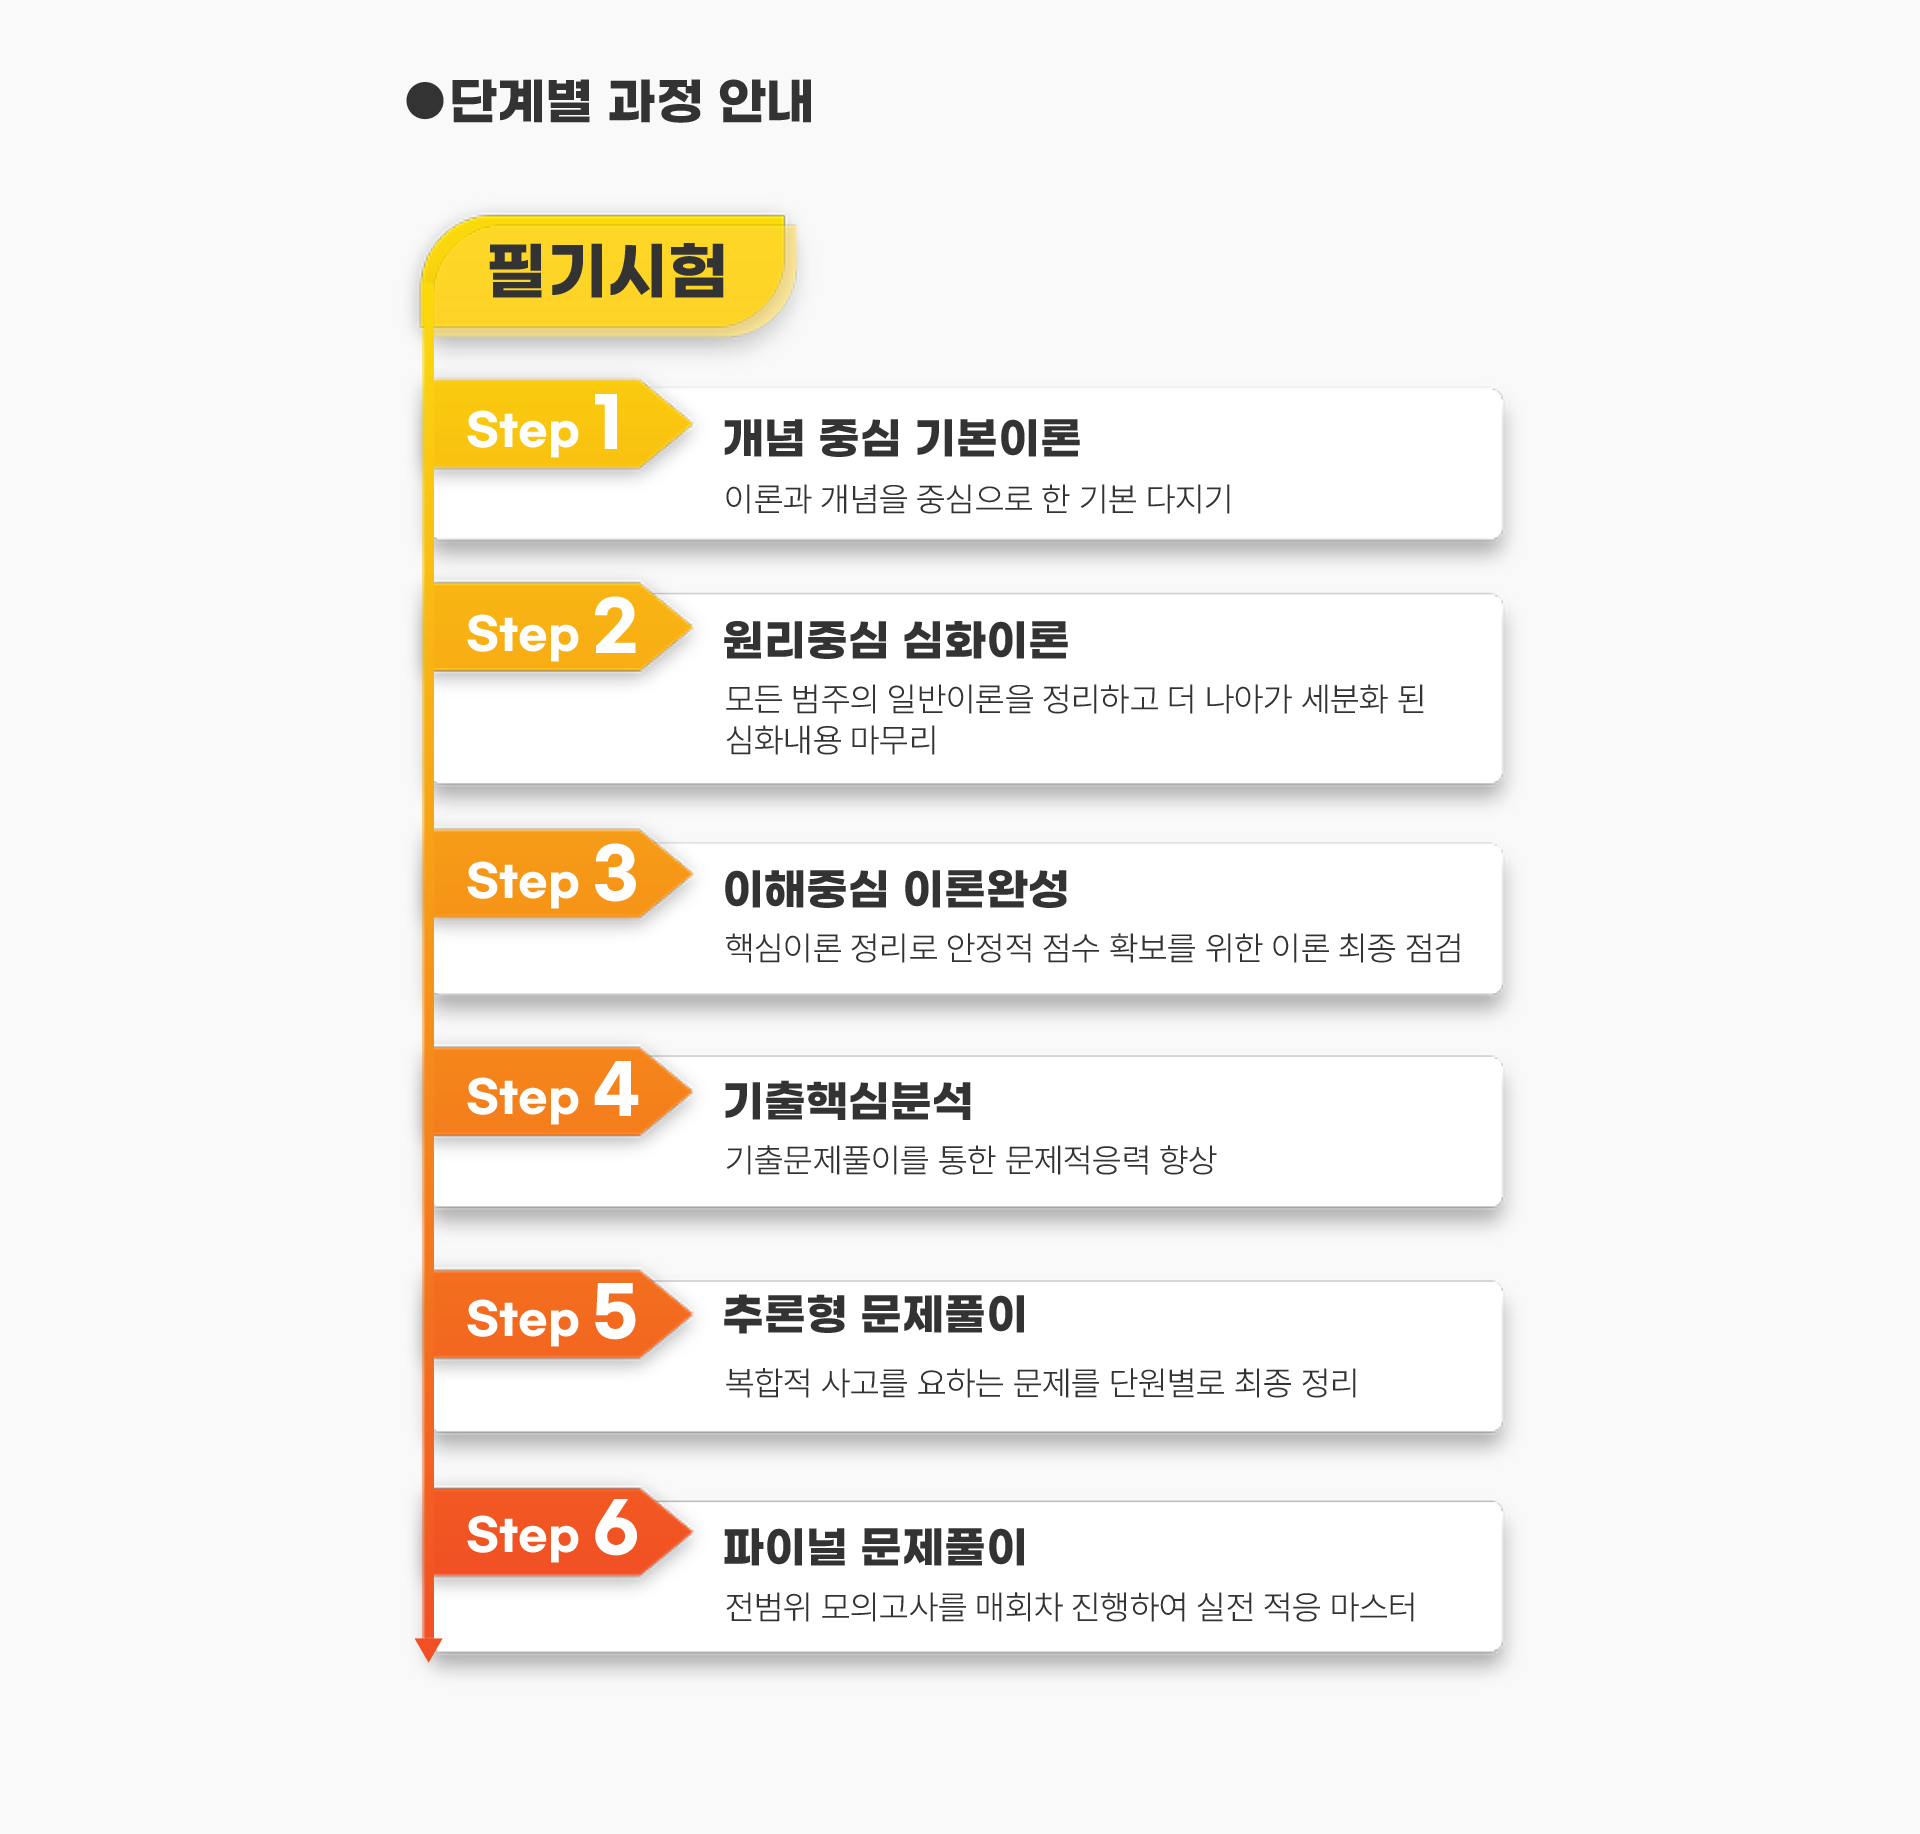 ●단계별 과정 안내
필기시험
Step 1
개념 중심 기본이론
이론과 개념을 중심으로 한 기본 다지기
Step 2
원리중심 심화이론
모든 범주의 일반이론을 정리하고 더 나아가 세분화 된
심화내용 마무리
Step 3
이해중심 이론완성
핵심이론 정리로 안정적 점수 확보를 위한 이론 최종 점검
Step 4
기출핵심분석
기출문제풀이를 통한 문제적응력 향상
Step 5
추론형 문제풀이
복합적 사고를 요하는 문제를 단원별로 최종 정리
Step 6
파이널 문제풀이
전범위 모의고사를 매회차 진행하여 실전 적응 마스터